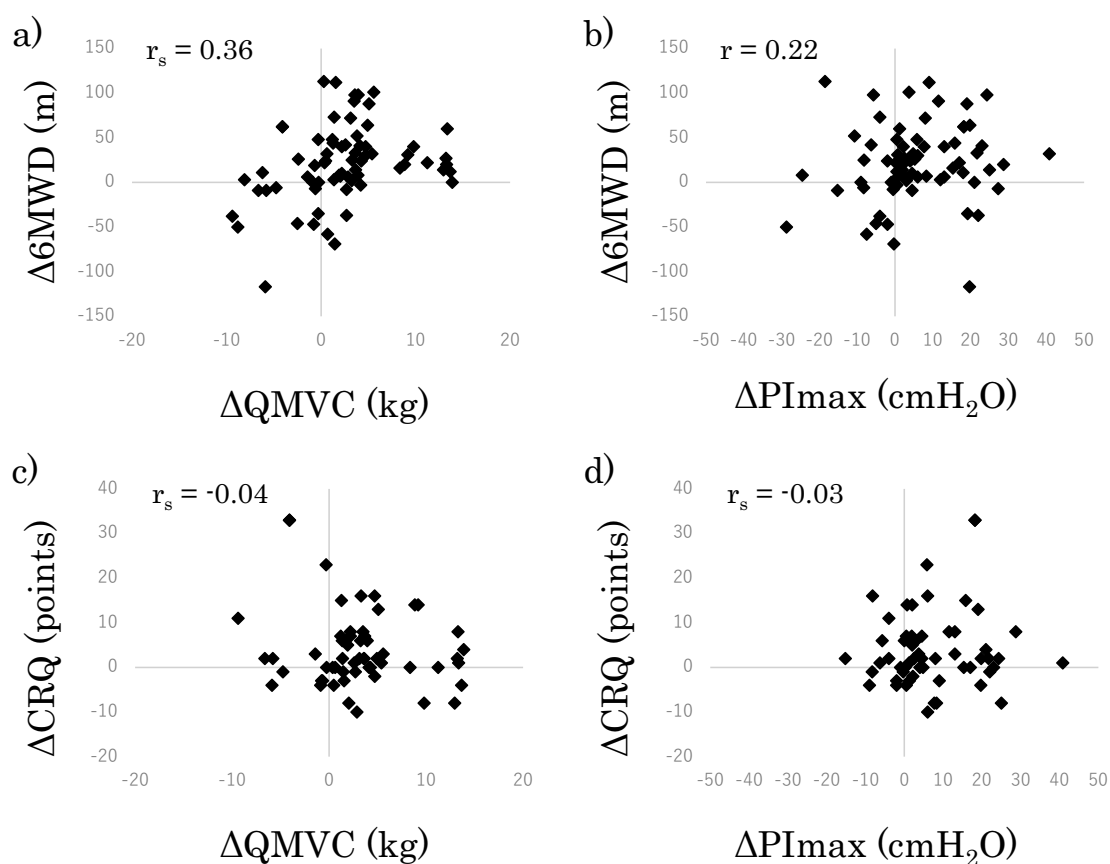 a)
r_s = 0.36
Δ6MWD (m)
150
100
50
0
-50
-100
-150
-20 -10 0 10 20
ΔQMVC (kg)
b)
r = 0.22
Δ6MWD (m)
150
100
50
0
-50
-100
-150
-50 -40 -30 -20 -10 0 10 20 30 40 50
ΔPImax (cmH₂O)
c)
r_s = -0.04
ΔCRQ (points)
40
30
20
10
0
-10
-20
-20 -10 0 10 20
ΔQMVC (kg)
d)
r_s = -0.03
ΔCRQ (points)
40
30
20
10
0
-10
-20
-50 -40 -30 -20 -10 0 10 20 30 40 50
ΔPImax (cmH₂O)